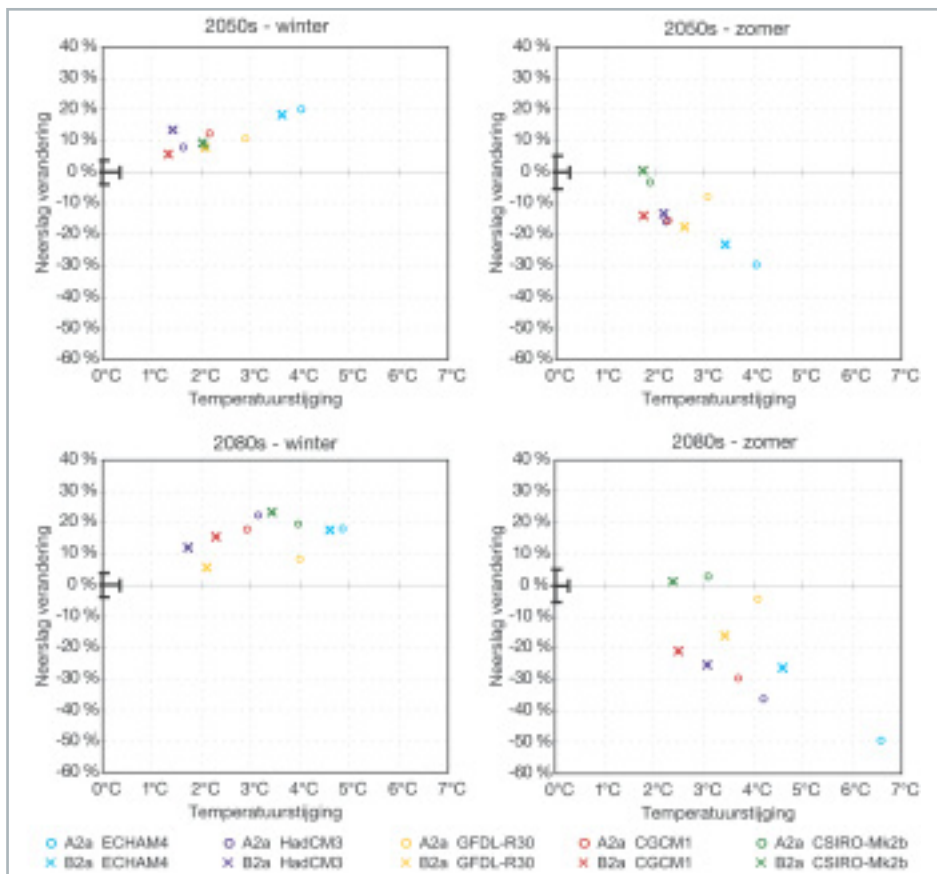 2050s - winter
40 %
30 %
20 %
10 %
0 %
-10 %
-20 %
-30 %
-40 %
-50 %
-60 %
Neerslag verandering
0°C 1°C 2°C 3°C 4°C 5°C 6°C 7°C
Temperatuurstijging
2050s - zomer
40 %
30 %
20 %
10 %
0 %
-10 %
-20 %
-30 %
-40 %
-50 %
-60 %
Neerslag verandering
0°C 1°C 2°C 3°C 4°C 5°C 6°C 7°C
Temperatuurstijging
2080s - winter
40 %
30 %
20 %
10 %
0 %
-10 %
-20 %
-30 %
-40 %
-50 %
-60 %
Neerslag verandering
0°C 1°C 2°C 3°C 4°C 5°C 6°C 7°C
Temperatuurstijging
2080s - zomer
40 %
30 %
20 %
10 %
0 %
-10 %
-20 %
-30 %
-40 %
-50 %
-60 %
Neerslag verandering
0°C 1°C 2°C 3°C 4°C 5°C 6°C 7°C
Temperatuurstijging
A2a ECHAM4 A2a HadCM3 A2a GFDL-R30 A2a CGCM1 A2a CSIRO-Mk2b
B2a ECHAM4 B2a HadCM3 B2a GFDL-R30 B2a CGCM1 B2a CSIRO-Mk2b